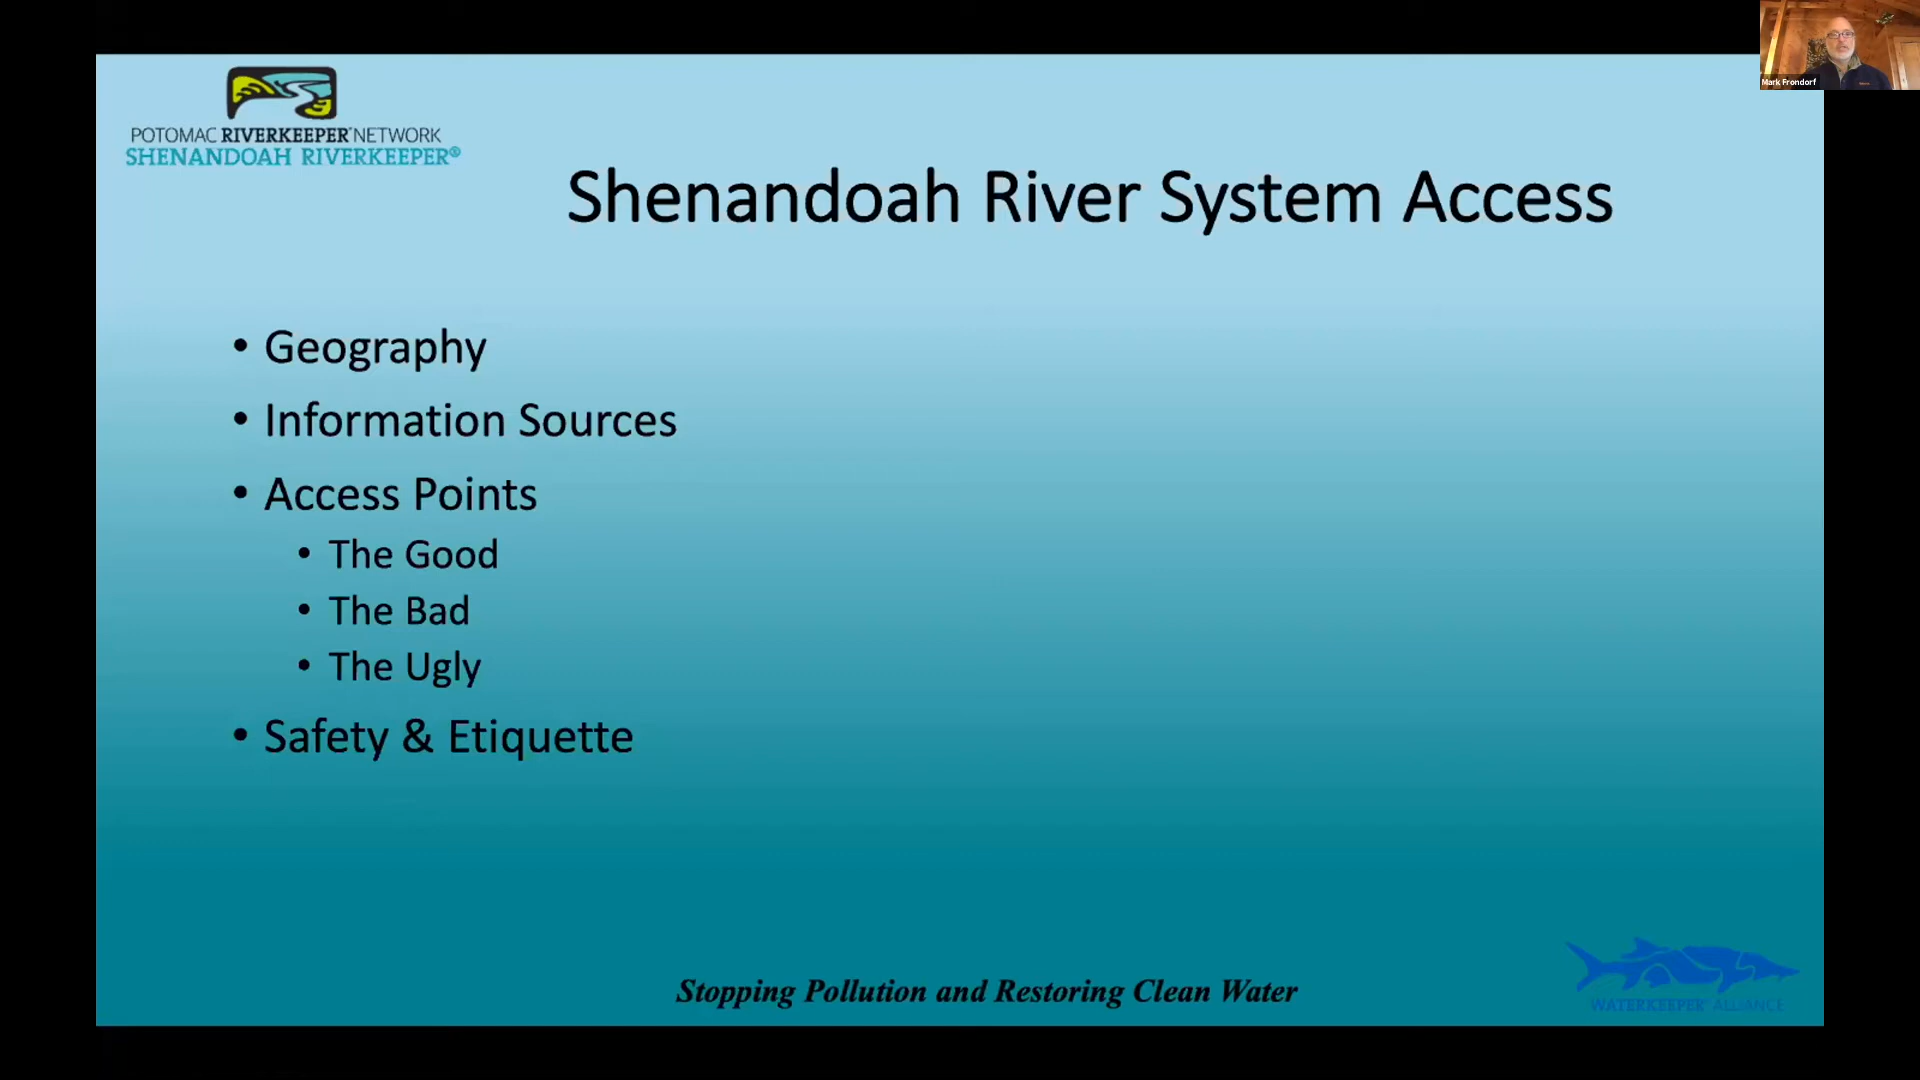 Mark Frondorf
POTOMAC RIVERKEEPER® NETWORK
SHENANDOAH RIVERKEEPER®
Shenandoah River System Access
• Geography
• Information Sources
• Access Points
• The Good
• The Bad
• The Ugly
• Safety & Etiquette
Stopping Pollution and Restoring Clean Water
WATERKEEPER® ALLIANCE